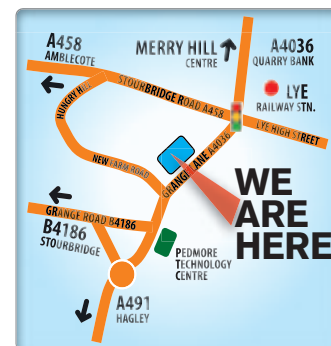 A458
AMBLECOTE
MERRY HILL
CENTRE
A4036
QUARRY BANK
STOURBRIDGE ROAD A458
LYE
RAILWAY STN.
HUNGRY HILL
LYE HIGH STREET
NEW FARM ROAD
GRANGE LANE A4036
WE
ARE
HERE
GRANGE ROAD B4186
B4186
STOURBRIDGE
PEDMORE
TECHNOLOGY
CENTRE
A491
HAGLEY